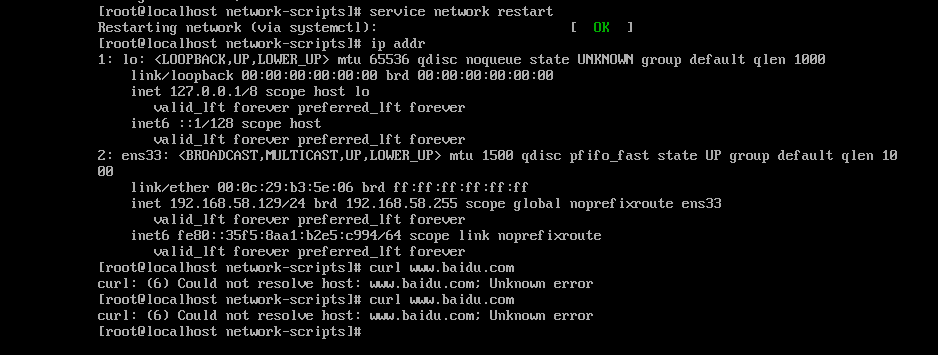 [root@localhost network-scripts]# service network restart
Restarting network (via systemctl):                        [  OK  ]
[root@localhost network-scripts]# ip addr
1: lo: <LOOPBACK,UP,LOWER_UP> mtu 65536 qdisc noqueue state UNKNOWN group default qlen 1000
    link/loopback 00:00:00:00:00:00 brd 00:00:00:00:00:00
    inet 127.0.0.1/8 scope host lo
       valid_lft forever preferred_lft forever
    inet6 ::1/128 scope host
       valid_lft forever preferred_lft forever
2: ens33: <BROADCAST,MULTICAST,UP,LOWER_UP> mtu 1500 qdisc pfifo_fast state UP group default qlen 10
00
    link/ether 00:0c:29:b3:5e:06 brd ff:ff:ff:ff:ff:ff
    inet 192.168.58.129/24 brd 192.168.58.255 scope global noprefixroute ens33
       valid_lft forever preferred_lft forever
    inet6 fe80::35f5:8aa1:b2e5:c994/64 scope link noprefixroute
       valid_lft forever preferred_lft forever
[root@localhost network-scripts]# curl www.baidu.com
curl: (6) Could not resolve host: www.baidu.com; Unknown error
[root@localhost network-scripts]# curl www.baidu.com
curl: (6) Could not resolve host: www.baidu.com; Unknown error
[root@localhost network-scripts]#